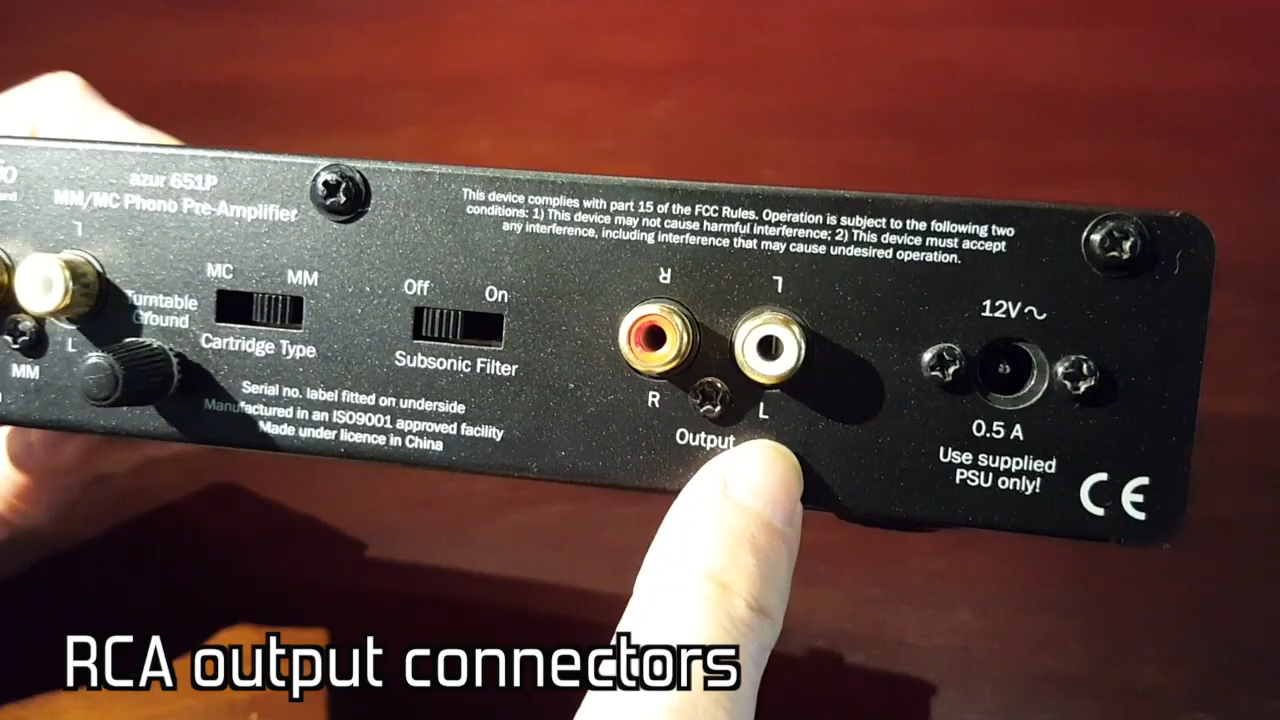 azur 651P
MM/MC Phono Pre-Amplifier
This device complies with part 15 of the FCC Rules. Operation is subject to the following two
conditions: 1) This device may not cause harmful interference; 2) This device must accept
any interference, including interference that may cause undesired operation.
L
MC MM
Turntable
Ground
Cartridge Type
L
MM
Off On
Subsonic Filter
R L
R L
Output
12V~
0.5 A
Use supplied
PSU only!
CE
Serial no. label fitted on underside
Manufactured in an ISO9001 approved facility
Made under licence in China
RCA output connectors